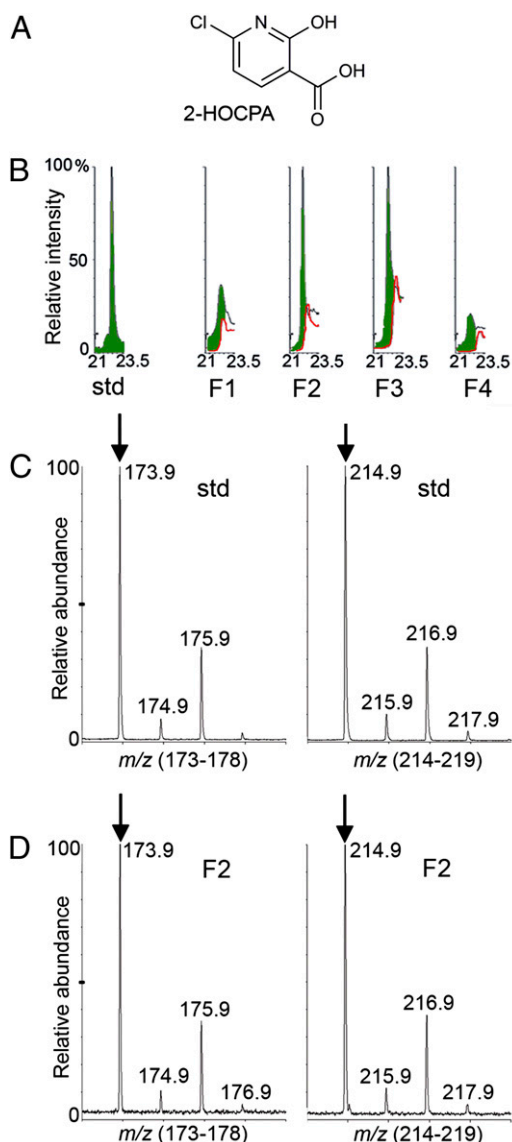 A
Cl N OH
OH
O
2-HOCPA
B
Relative intensity
100%
50
0
21 23.5 21 23.5 21 23.5 21 23.5 21 23.5
std F1 F2 F3 F4
C
Relative abundance
100
0
173.9
std
175.9
174.9
m/z (173-178)
214.9
std
216.9
215.9
217.9
m/z (214-219)
D
Relative abundance
100
0
173.9
F2
175.9
174.9
176.9
m/z (173-178)
214.9
F2
216.9
215.9
217.9
m/z (214-219)